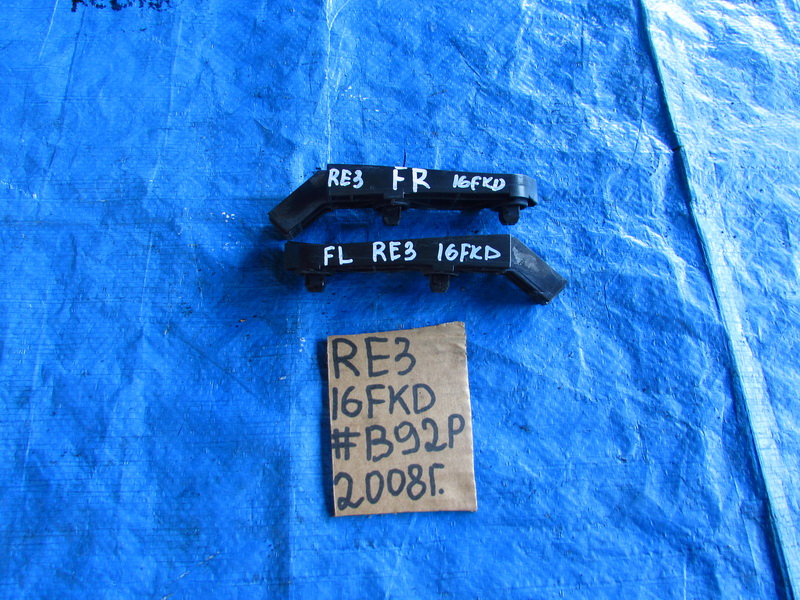 RE3 FR 16FKD
FL RE3 16FKD
RE3
16FKD
#B92P
2008г.